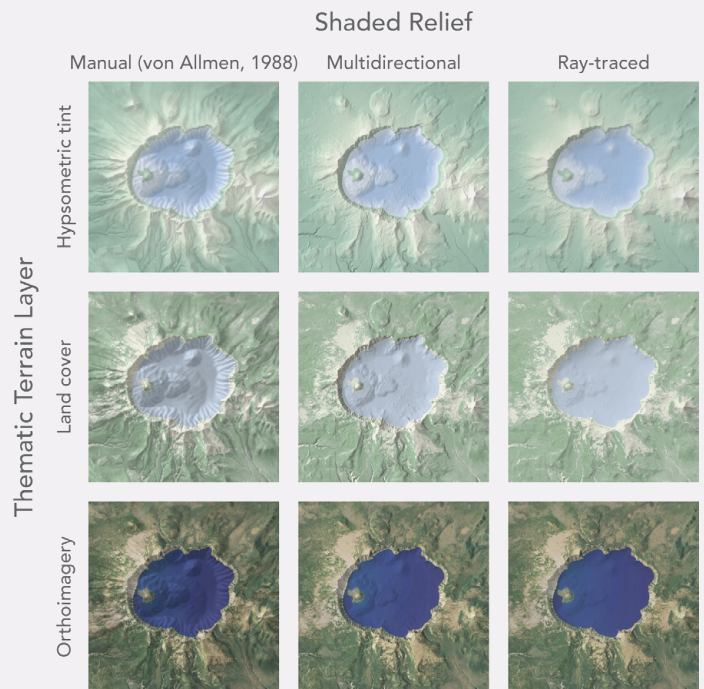 Shaded Relief
Manual (von Allmen, 1988)
Multidirectional
Ray-traced
Thematic Terrain Layer
Hypsometric tint
Land cover
Orthoimagery